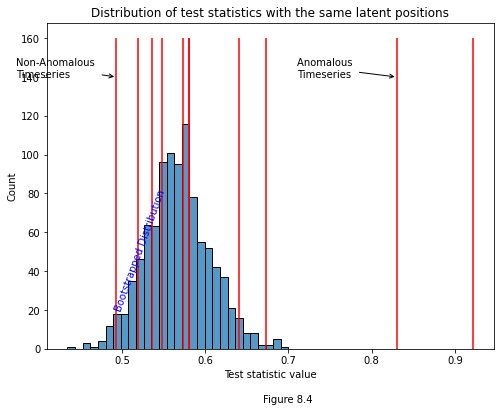 Distribution of test statistics with the same latent positions
160
Non-Anomalous
Timeseries
Anomalous
Timeseries
140
120
100
80
60
40
20
0
Count
Bootstrapped Distribution
0.5 0.6 0.7 0.8 0.9
Test statistic value
Figure 8.4